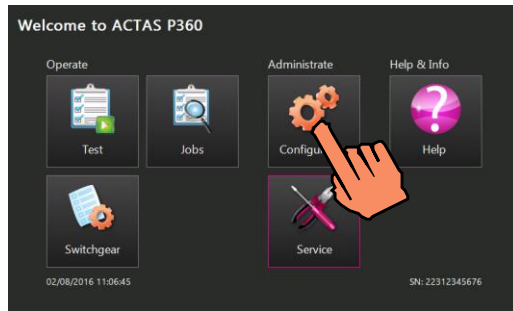 Welcome to ACTAS P360
Operate
Administrate
Help & Info
Test
Jobs
Help
Switchgear
Service
02/08/2016 11:06:45
SN: 22312345676